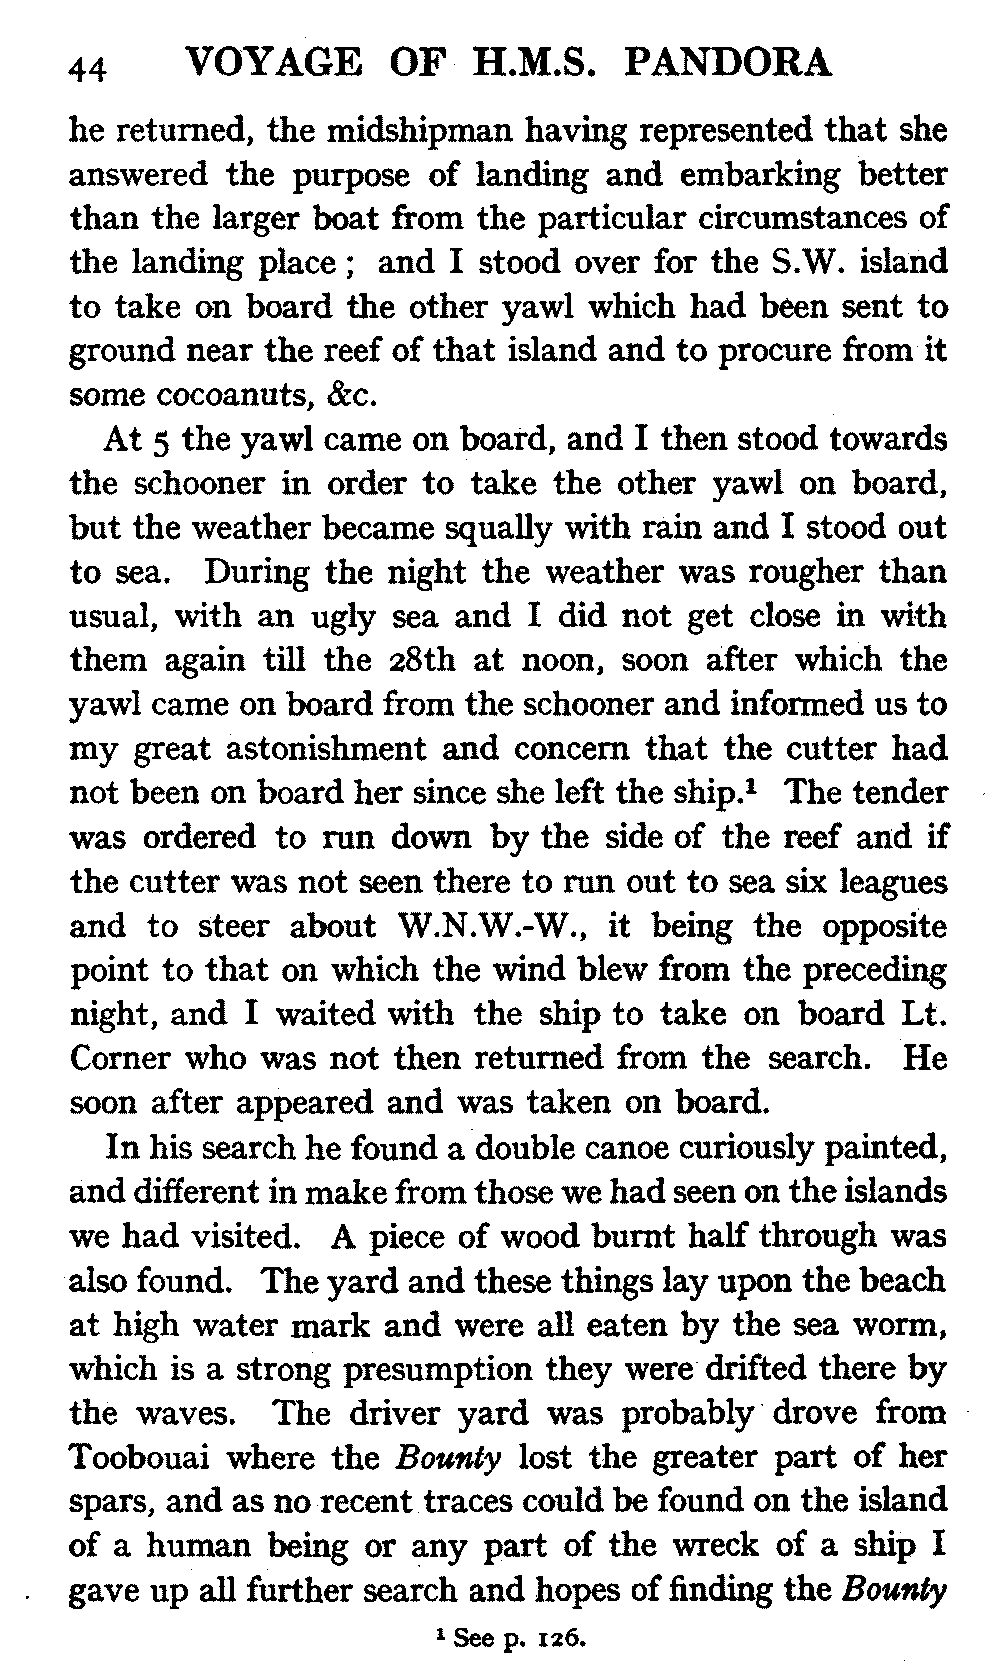 44 VOYAGE OF H.M.S. PANDORA
he returned, the midshipman having represented that she
answered the purpose of landing and embarking better
than the larger boat from the particular circumstances of
the landing place ; and I stood over for the S.W. island
to take on board the other yawl which had been sent to
ground near the reef of that island and to procure from it
some cocoanuts, &c.
At 5 the yawl came on board, and I then stood towards
the schooner in order to take the other yawl on board,
but the weather became squally with rain and I stood out
to sea. During the night the weather was rougher than
usual, with an ugly sea and I did not get close in with
them again till the 28th at noon, soon after which the
yawl came on board from the schooner and informed us to
my great astonishment and concern that the cutter had
not been on board her since she left the ship.¹ The tender
was ordered to run down by the side of the reef and if
the cutter was not seen there to run out to sea six leagues
and to steer about W.N.W.-W., it being the opposite
point to that on which the wind blew from the preceding
night, and I waited with the ship to take on board Lt.
Corner who was not then returned from the search. He
soon after appeared and was taken on board.
In his search he found a double canoe curiously painted,
and different in make from those we had seen on the islands
we had visited. A piece of wood burnt half through was
also found. The yard and these things lay upon the beach
at high water mark and were all eaten by the sea worm,
which is a strong presumption they were drifted there by
the waves. The driver yard was probably drove from
Toobouai where the Bounty lost the greater part of her
spars, and as no recent traces could be found on the island
of a human being or any part of the wreck of a ship I
gave up all further search and hopes of finding the Bounty
¹ See p. 126.